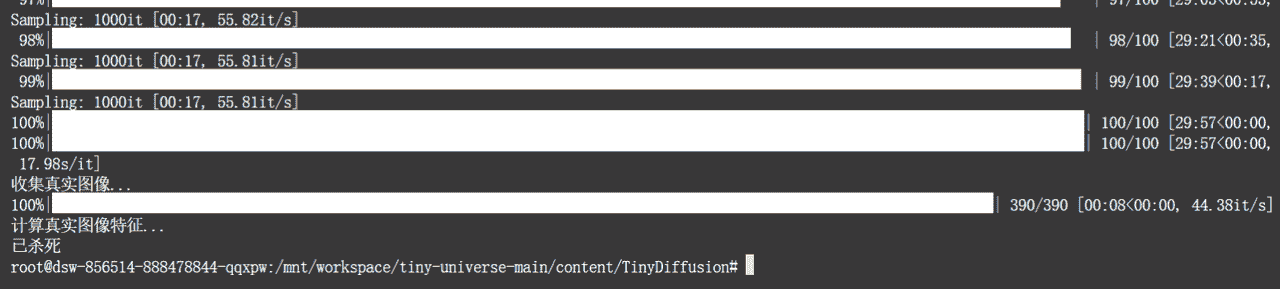 Sampling: 1000it [00:17, 55.82it/s]
98%| | 98/100 [29:21<00:35,
Sampling: 1000it [00:17, 55.81it/s]
99%| | 99/100 [29:39<00:17,
Sampling: 1000it [00:17, 55.81it/s]
100%| | 100/100 [29:57<00:00,
100%| | 100/100 [29:57<00:00,
17.98s/it]
收集真实图像...
100%| | 390/390 [00:08<00:00, 44.38it/s]
计算真实图像特征...
已杀死
root@dsw-856514-888478844-qqxpw:/mnt/workspace/tiny-universe-main/content/TinyDiffusion#